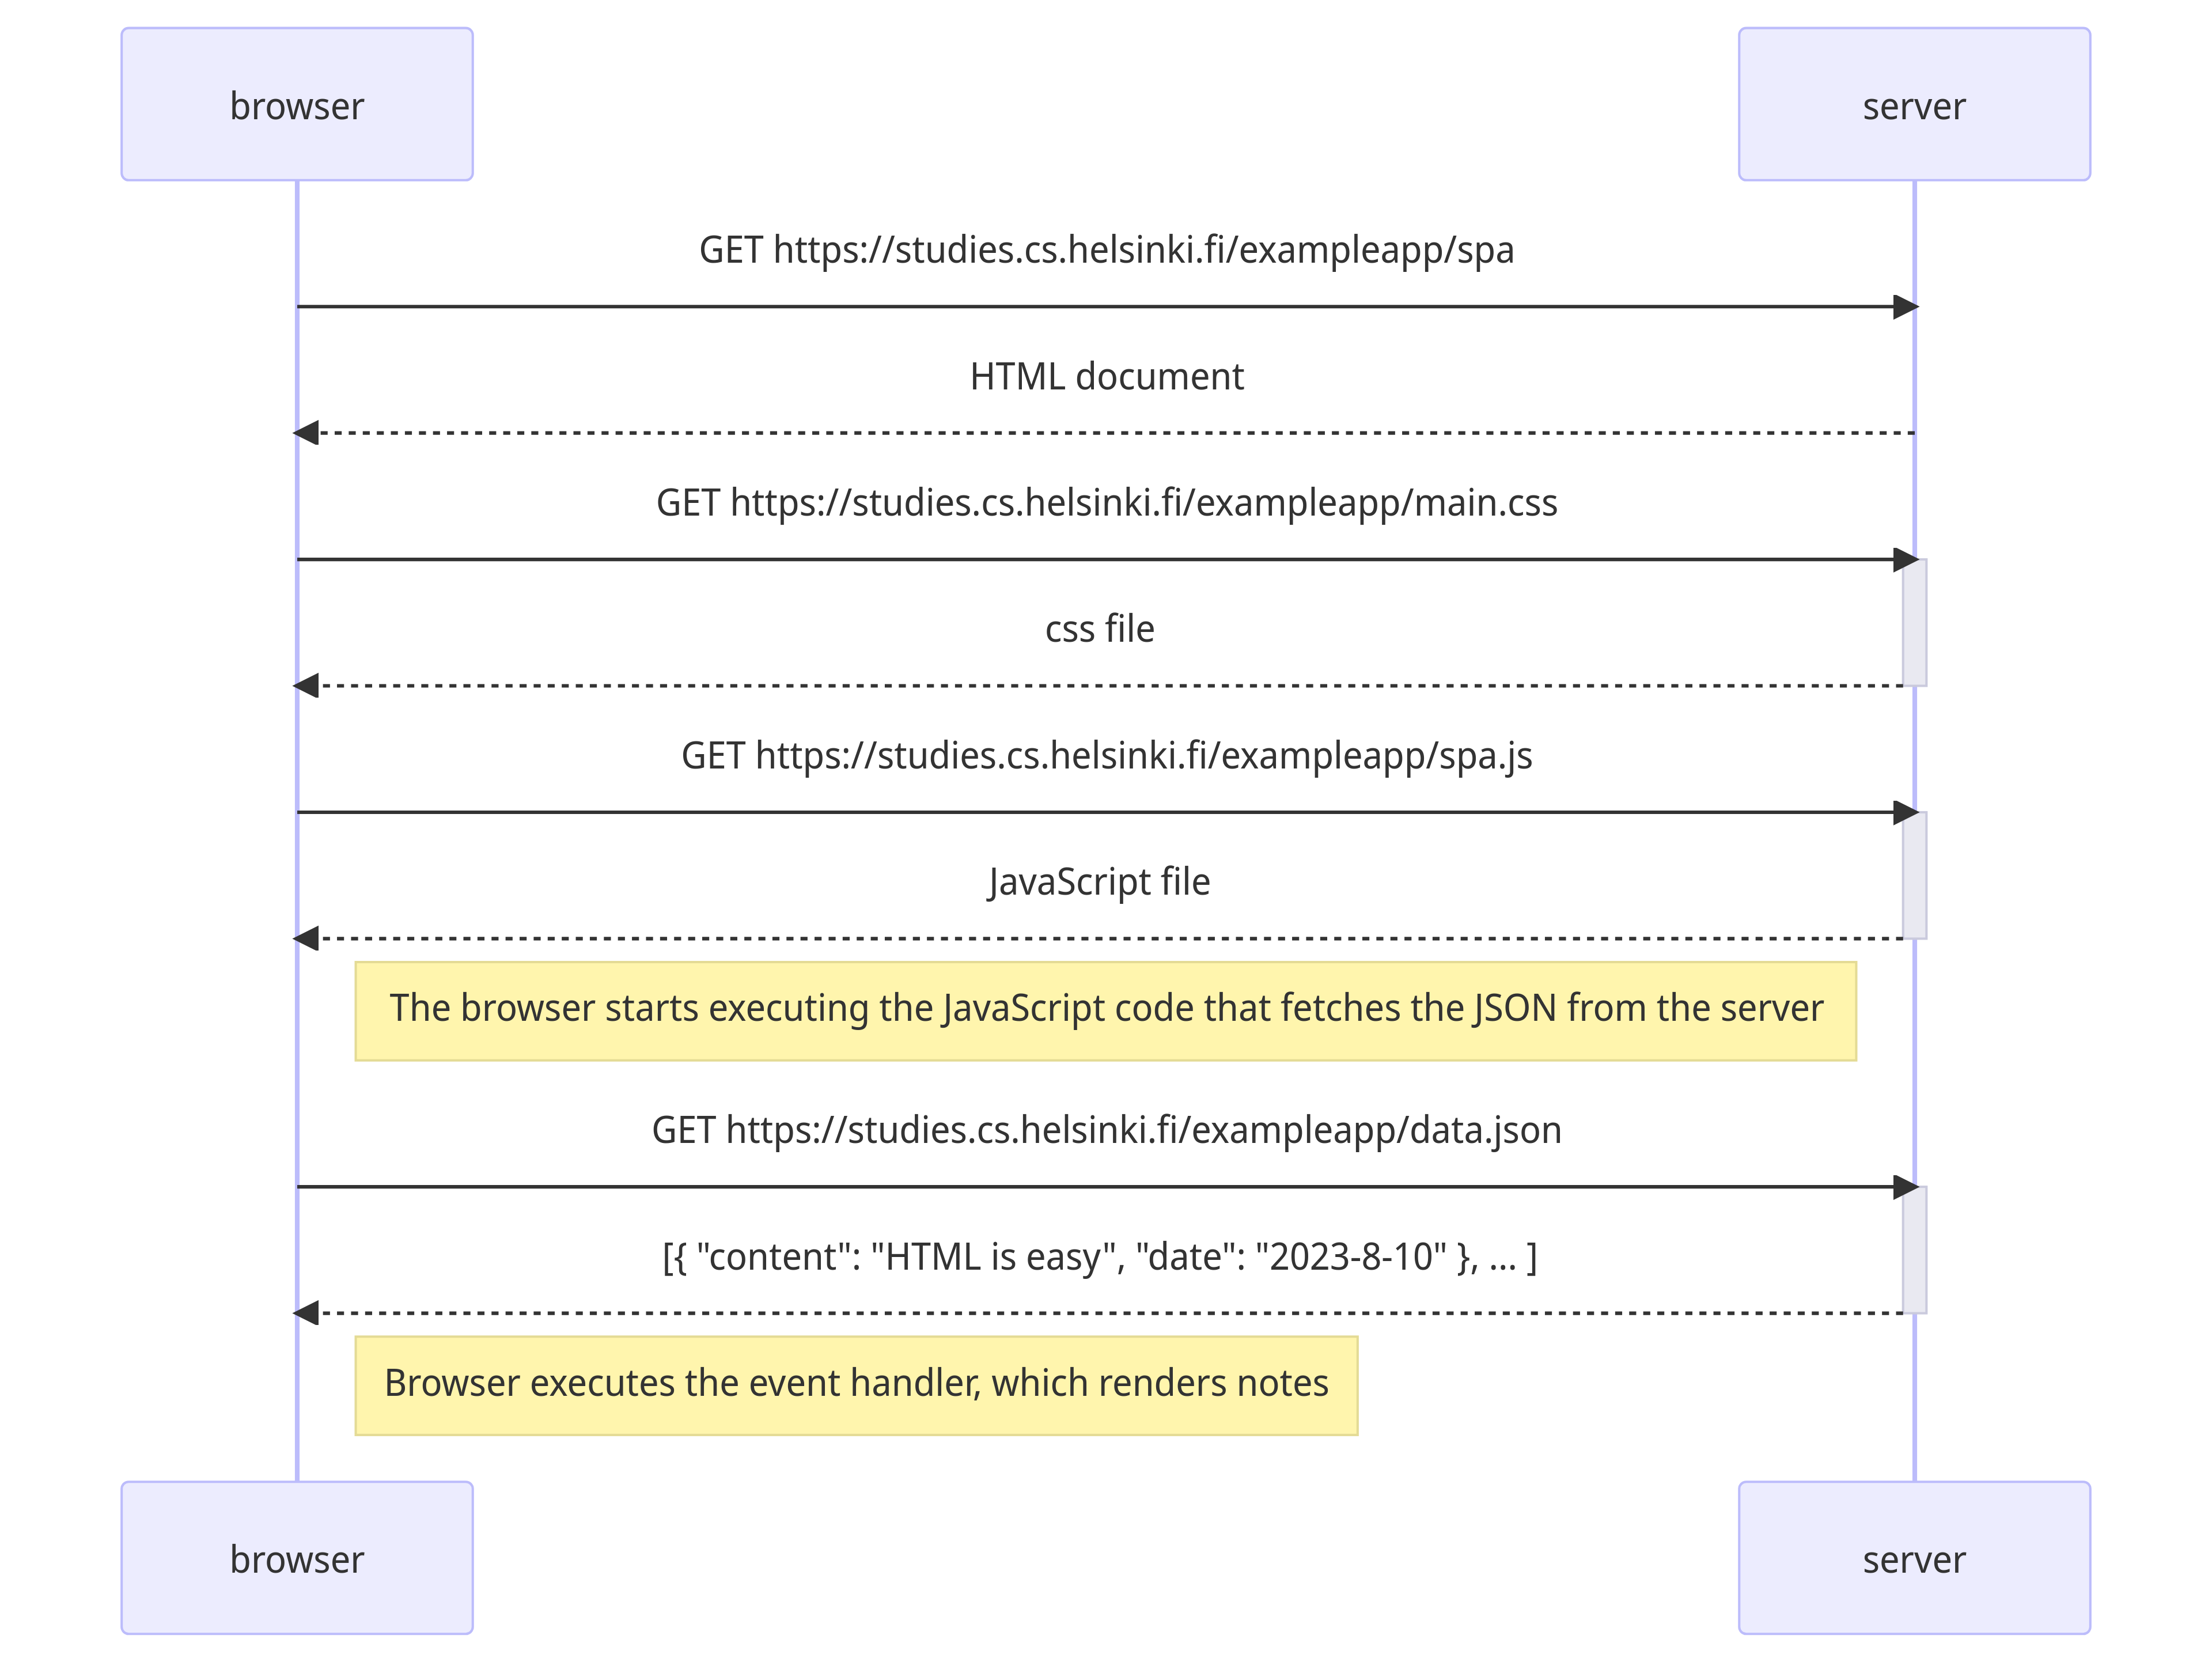 browser
server
GET https://studies.cs.helsinki.fi/exampleapp/spa
HTML document
GET https://studies.cs.helsinki.fi/exampleapp/main.css
css file
GET https://studies.cs.helsinki.fi/exampleapp/spa.js
JavaScript file
The browser starts executing the JavaScript code that fetches the JSON from the server
GET https://studies.cs.helsinki.fi/exampleapp/data.json
[{ "content": "HTML is easy", "date": "2023-8-10" }, ... ]
Browser executes the event handler, which renders notes
browser
server